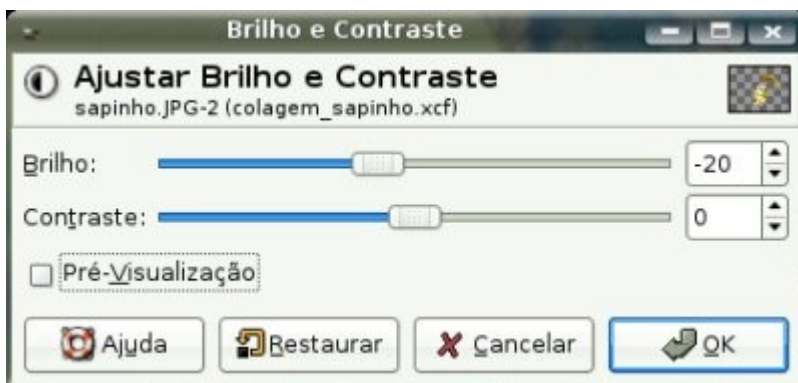 Brilho e Contraste
Ajustar Brilho e Contraste
sapinho.JPG-2 (colagem_sapinho.xcf)
Brilho: -20
Contraste: 0
Pré-Visualização
Ajuda Restaurar Cancelar OK